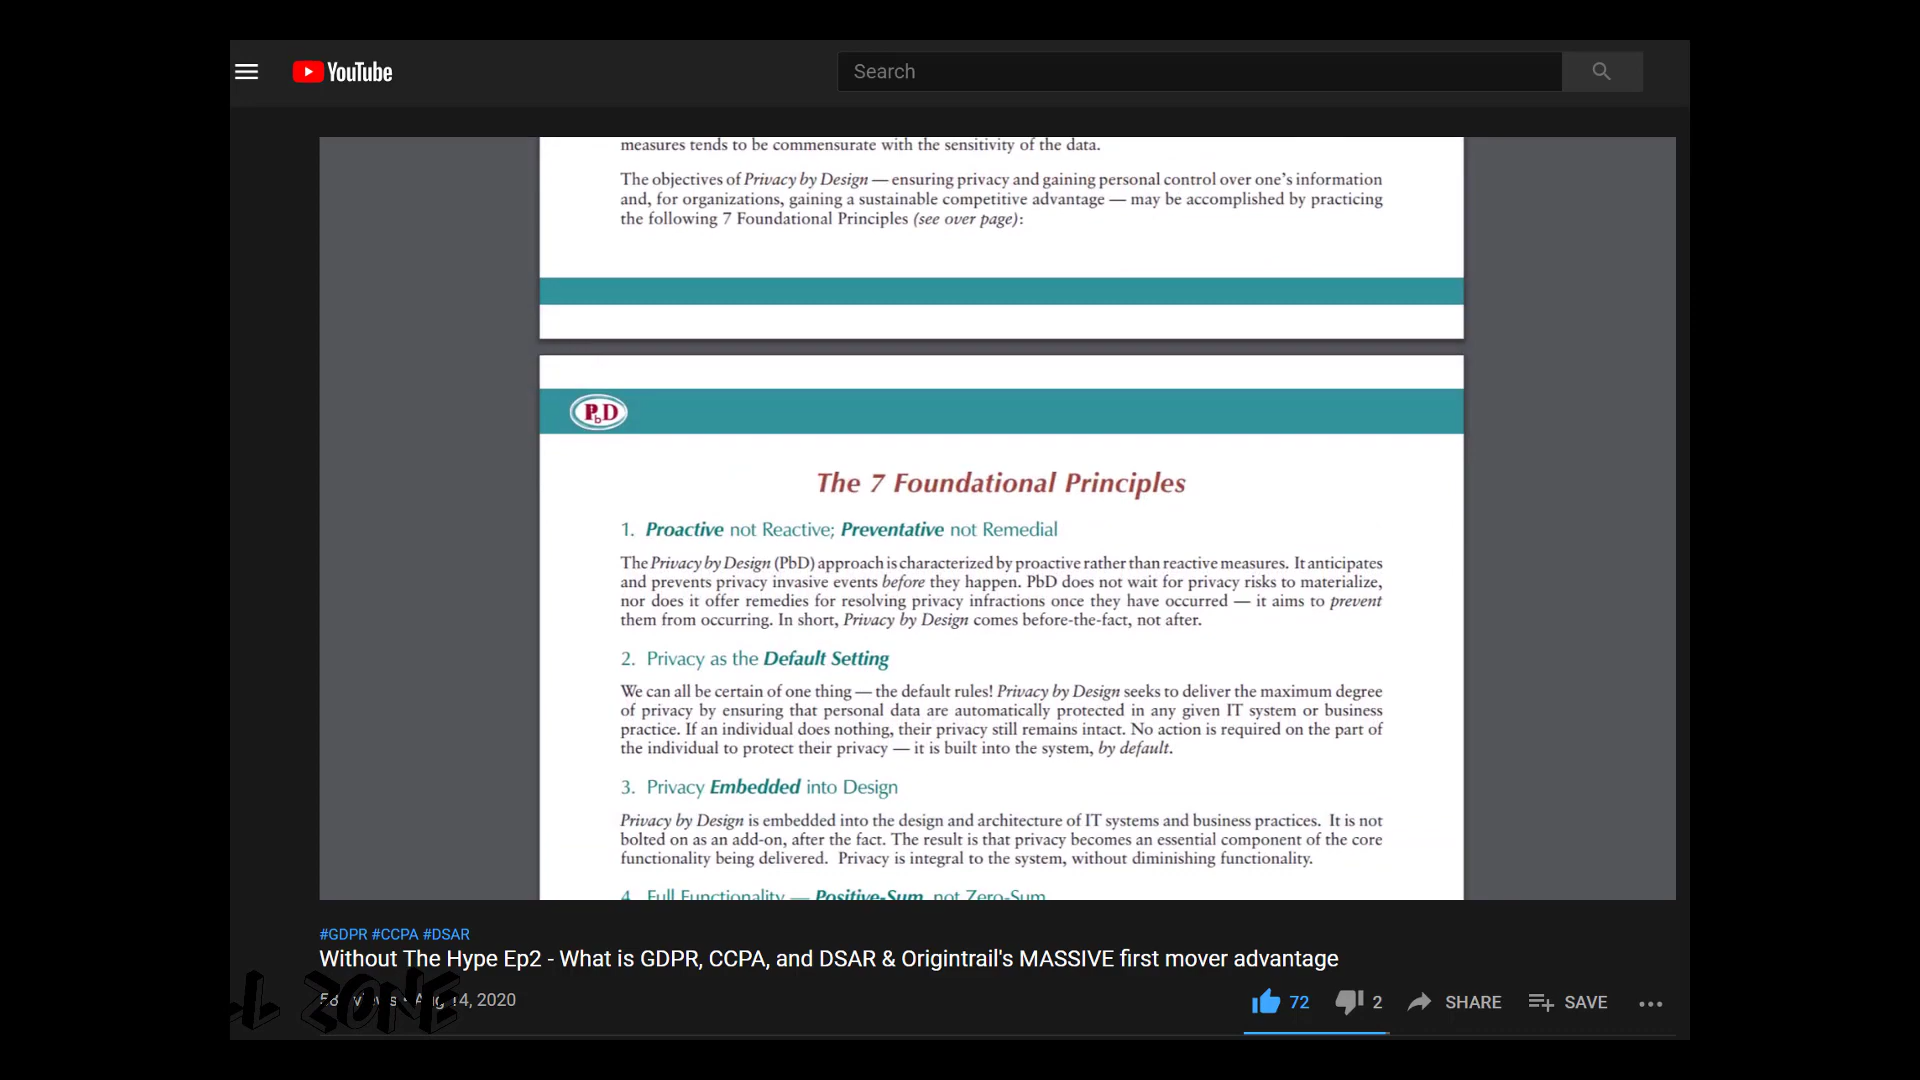 YouTube
Search
measures tends to be commensurate with the sensitivity of the data.
The objectives of Privacy by Design — ensuring privacy and gaining personal control over one's information
and, for organizations, gaining a sustainable competitive advantage — may be accomplished by practicing
the following 7 Foundational Principles (see over page):
PbD
The 7 Foundational Principles
1. Proactive not Reactive; Preventative not Remedial
The Privacy by Design (PbD) approach is characterized by proactive rather than reactive measures. It anticipates
and prevents privacy invasive events before they happen. PbD does not wait for privacy risks to materialize,
nor does it offer remedies for resolving privacy infractions once they have occurred — it aims to prevent
them from occurring. In short, Privacy by Design comes before-the-fact, not after.
2. Privacy as the Default Setting
We can all be certain of one thing — the default rules! Privacy by Design seeks to deliver the maximum degree
of privacy by ensuring that personal data are automatically protected in any given IT system or business
practice. If an individual does nothing, their privacy still remains intact. No action is required on the part of
the individual to protect their privacy — it is built into the system, by default.
3. Privacy Embedded into Design
Privacy by Design is embedded into the design and architecture of IT systems and business practices. It is not
bolted on as an add-on, after the fact. The result is that privacy becomes an essential component of the core
functionality being delivered. Privacy is integral to the system, without diminishing functionality.
4. Full Functionality — Positive-Sum, not Zero-Sum
#GDPR #CCPA #DSAR
Without The Hype Ep2 - What is GDPR, CCPA, and DSAR & Origintrail's MASSIVE first mover advantage
views • Aug 14, 2020
ZONE
72 2 SHARE SAVE